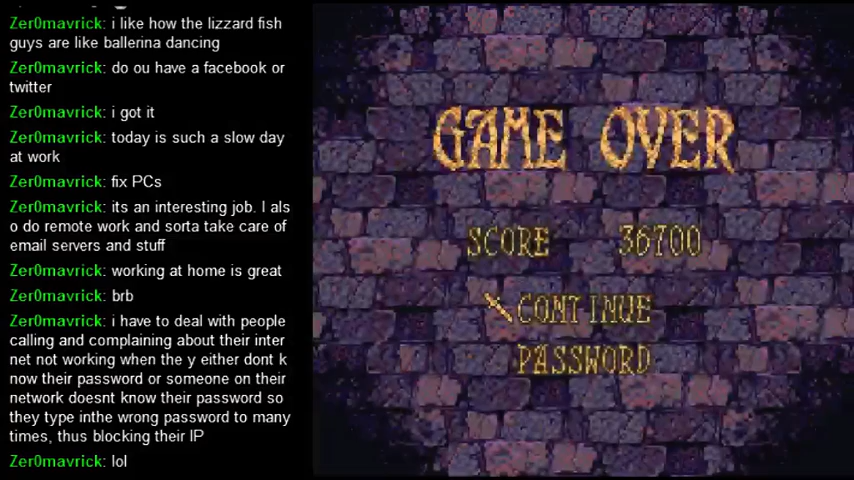 Zer0mavrick: i like how the lizzard fish
guys are like ballerina dancing
Zer0mavrick: do ou have a facebook or
twitter
Zer0mavrick: i got it
Zer0mavrick: today is such a slow day
at work
Zer0mavrick: fix PCs
Zer0mavrick: its an interesting job. I als
o do remote work and sorta take care of
email servers and stuff
Zer0mavrick: working at home is great
Zer0mavrick: brb
Zer0mavrick: i have to deal with people
calling and complaining about their inter
net not working when the y either dont k
now their password or someone on their
network doesnt know their password so
they type inthe wrong password to many
times, thus blocking their IP
Zer0mavrick: lol
GAME OVER
SCORE 36700
CONTINUE
PASSWORD